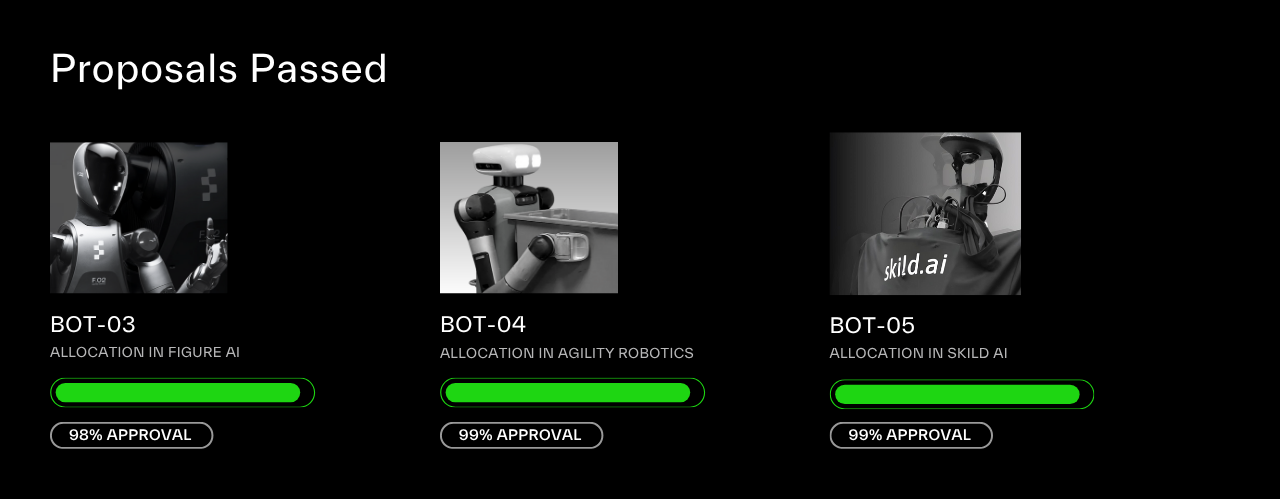 Proposals Passed
F.02
skild.ai
BOT-03
ALLOCATION IN FIGURE AI
98% APPROVAL
BOT-04
ALLOCATION IN AGILITY ROBOTICS
99% APPROVAL
BOT-05
ALLOCATION IN SKILD AI
99% APPROVAL